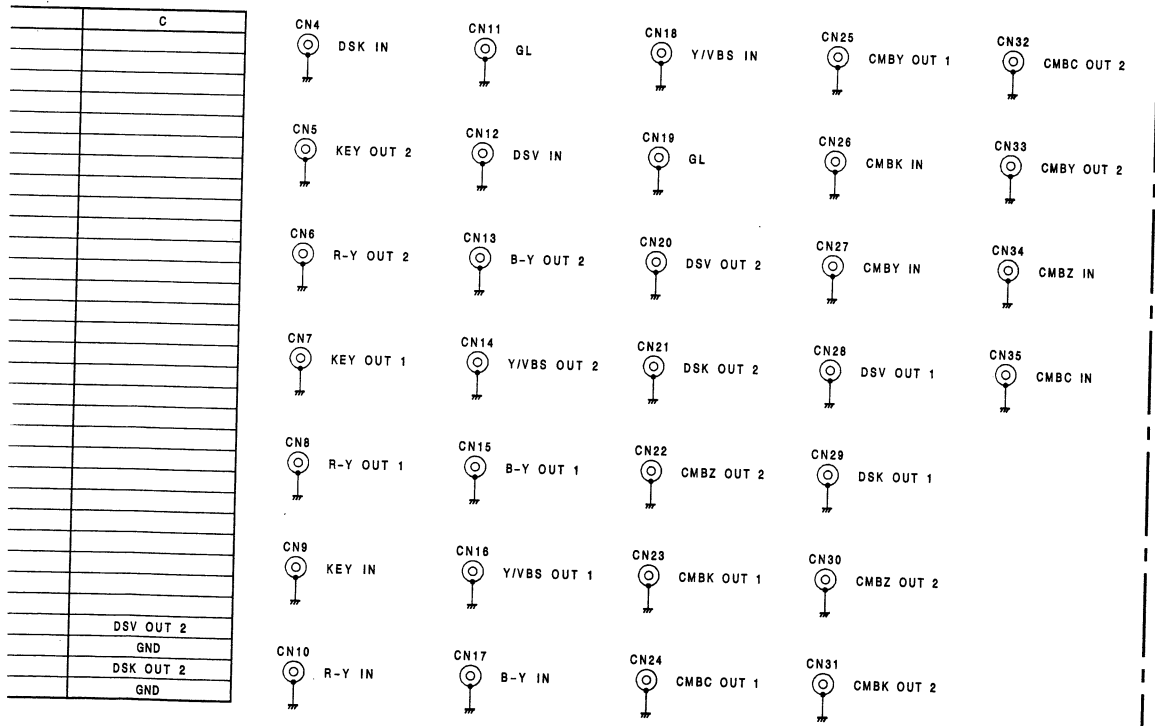 C
DSV OUT 2
GND
DSK OUT 2
GND
CN4
DSK IN
CN5
KEY OUT 2
CN6
R-Y OUT 2
CN7
KEY OUT 1
CN8
R-Y OUT 1
CN9
KEY IN
CN10
R-Y IN
CN11
GL
CN12
DSV IN
CN13
B-Y OUT 2
CN14
Y/VBS OUT 2
CN15
B-Y OUT 1
CN16
Y/VBS OUT 1
CN17
B-Y IN
CN18
Y/VBS IN
CN19
GL
CN20
DSV OUT 2
CN21
DSK OUT 2
CN22
CMBZ OUT 2
CN23
CMBK OUT 1
CN24
CMBC OUT 1
CN25
CMBY OUT 1
CN26
CMBK IN
CN27
CMBY IN
CN28
DSV OUT 1
CN29
DSK OUT 1
CN30
CMBZ OUT 2
CN31
CMBK OUT 2
CN32
CMBC OUT 2
CN33
CMBY OUT 2
CN34
CMBZ IN
CN35
CMBC IN